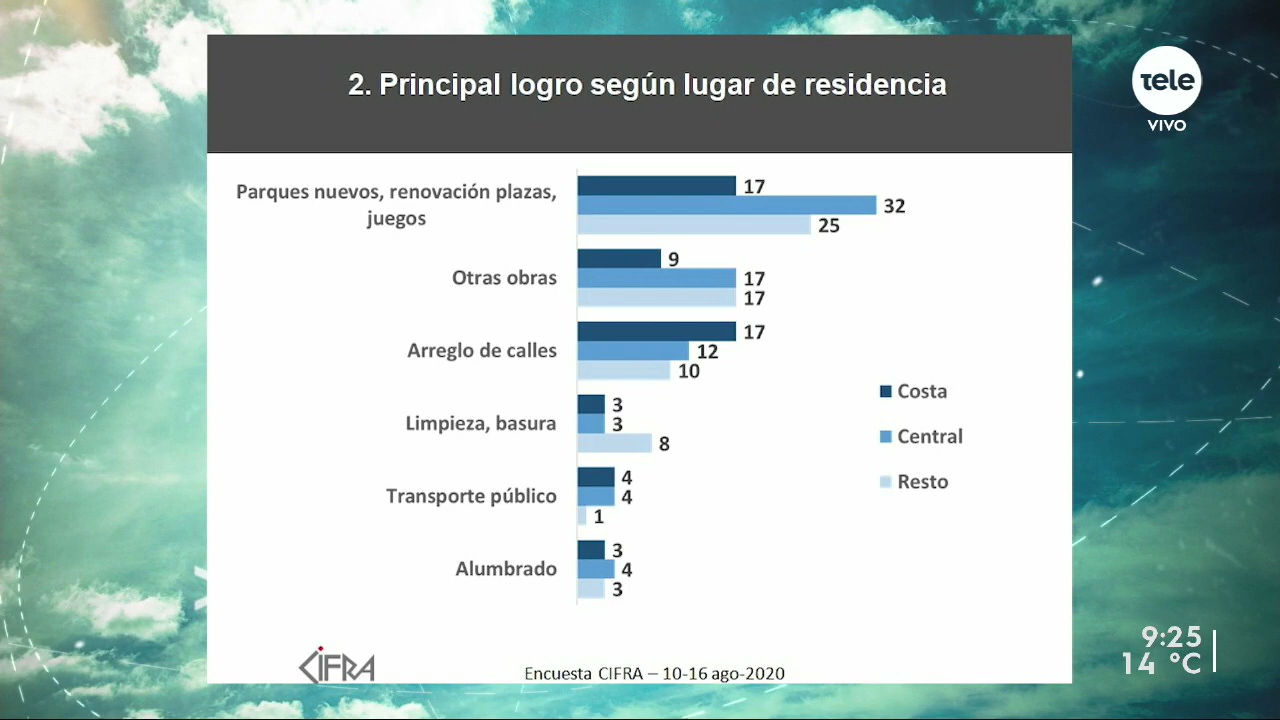 2. Principal logro según lugar de residencia
tele
VIVO
Parques nuevos, renovación plazas,
juegos
17
32
25
Otras obras
9
17
17
Arreglo de calles
17
12
10
Limpieza, basura
3
3
8
Transporte público
4
4
1
Alumbrado
3
4
3
Costa
Central
Resto
CIFRA
Encuesta CIFRA – 10-16 ago-2020
9:25
14 °C